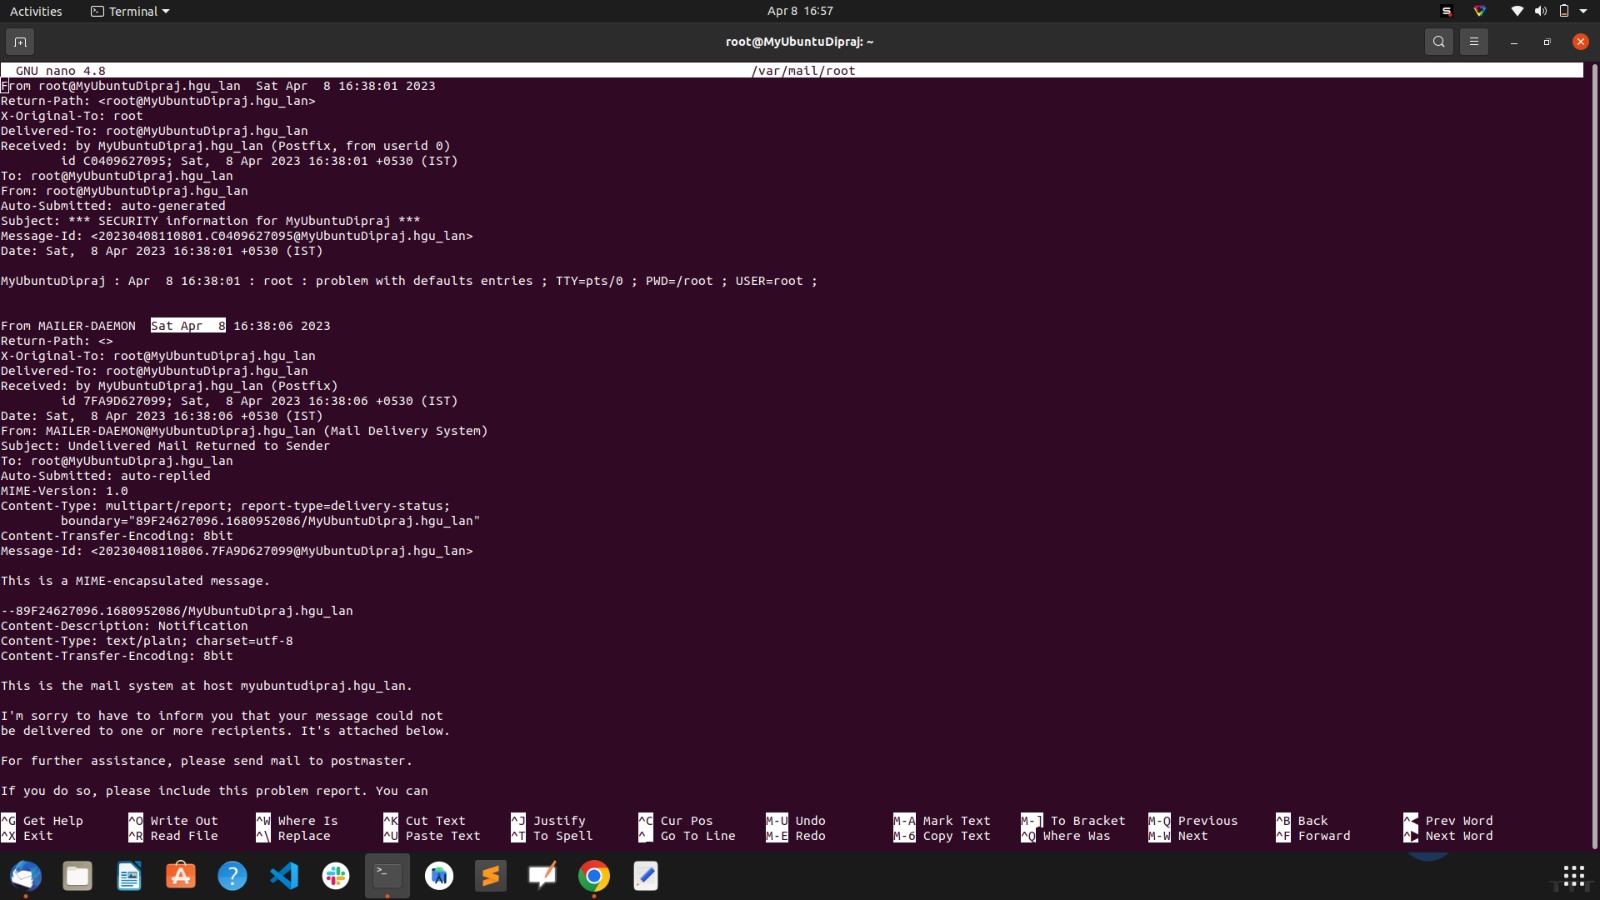 Activities
Terminal
Apr 8 16:57
root@MyUbuntuDipraj: ~
GNU nano 4.8
/var/mail/root
From root@MyUbuntuDipraj.hgu_lan  Sat Apr  8 16:38:01 2023
Return-Path: <root@MyUbuntuDipraj.hgu_lan>
X-Original-To: root
Delivered-To: root@MyUbuntuDipraj.hgu_lan
Received: by MyUbuntuDipraj.hgu_lan (Postfix, from userid 0)
id C0409627095; Sat,  8 Apr 2023 16:38:01 +0530 (IST)
To: root@MyUbuntuDipraj.hgu_lan
From: root@MyUbuntuDipraj.hgu_lan
Auto-Submitted: auto-generated
Subject: *** SECURITY information for MyUbuntuDipraj ***
Message-Id: <20230408110801.C0409627095@MyUbuntuDipraj.hgu_lan>
Date: Sat,  8 Apr 2023 16:38:01 +0530 (IST)
MyUbuntuDipraj : Apr  8 16:38:01 : root : problem with defaults entries ; TTY=pts/0 ; PWD=/root ; USER=root ;
From MAILER-DAEMON  Sat Apr  8 16:38:06 2023
Return-Path: <>
X-Original-To: root@MyUbuntuDipraj.hgu_lan
Delivered-To: root@MyUbuntuDipraj.hgu_lan
Received: by MyUbuntuDipraj.hgu_lan (Postfix)
id 7FA9D627099; Sat,  8 Apr 2023 16:38:06 +0530 (IST)
Date: Sat,  8 Apr 2023 16:38:06 +0530 (IST)
From: MAILER-DAEMON@MyUbuntuDipraj.hgu_lan (Mail Delivery System)
Subject: Undelivered Mail Returned to Sender
To: root@MyUbuntuDipraj.hgu_lan
Auto-Submitted: auto-replied
MIME-Version: 1.0
Content-Type: multipart/report; report-type=delivery-status;
boundary="89F24627096.1680952086/MyUbuntuDipraj.hgu_lan"
Content-Transfer-Encoding: 8bit
Message-Id: <20230408110806.7FA9D627099@MyUbuntuDipraj.hgu_lan>
This is a MIME-encapsulated message.
--89F24627096.1680952086/MyUbuntuDipraj.hgu_lan
Content-Description: Notification
Content-Type: text/plain; charset=utf-8
Content-Transfer-Encoding: 8bit
This is the mail system at host myubuntudipraj.hgu_lan.
I'm sorry to have to inform you that your message could not
be delivered to one or more recipients. It's attached below.
For further assistance, please send mail to postmaster.
If you do so, please include this problem report. You can
^G Get Help ^O Write Out ^W Where Is ^K Cut Text ^J Justify ^C Cur Pos M-U Undo M-A Mark Text M-] To Bracket M-Q Previous ^B Back ^◀ Prev Word
^X Exit ^R Read File ^\ Replace ^U Paste Text ^T To Spell ^_ Go To Line M-E Redo M-6 Copy Text ^Q Where Was M-W Next ^F Forward ^▶ Next Word